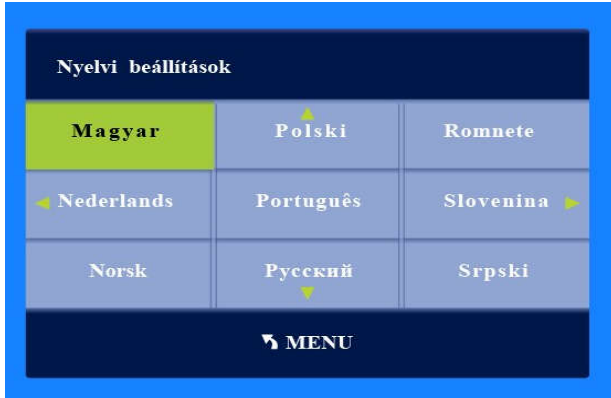 Nyelvi beállítások
Magyar Polski Romnete
Nederlands Português Slovenina
Norsk Русский Srpski
MENU